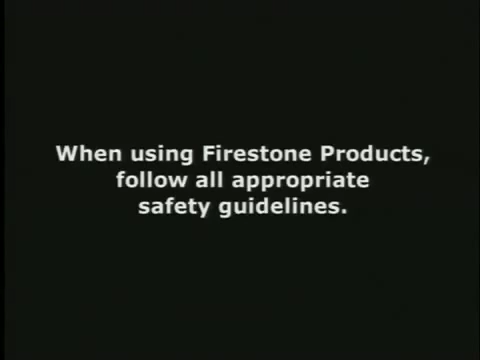 When using Firestone Products,
follow all appropriate
safety guidelines.